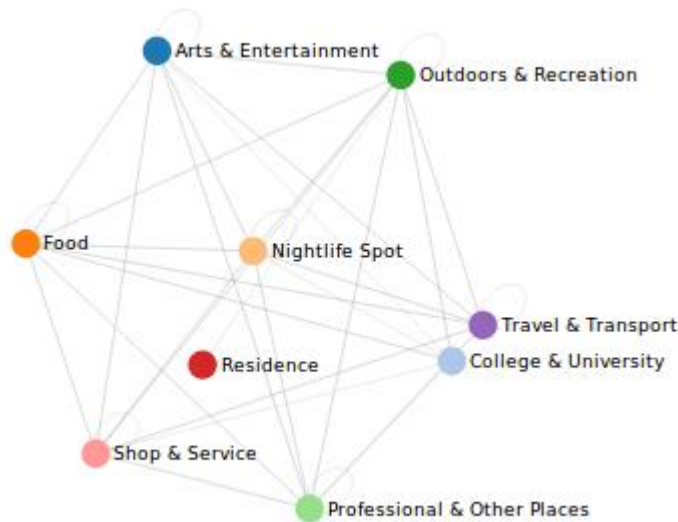 Arts & Entertainment
Outdoors & Recreation
Food
Nightlife Spot
Travel & Transport
College & University
Residence
Shop & Service
Professional & Other Places